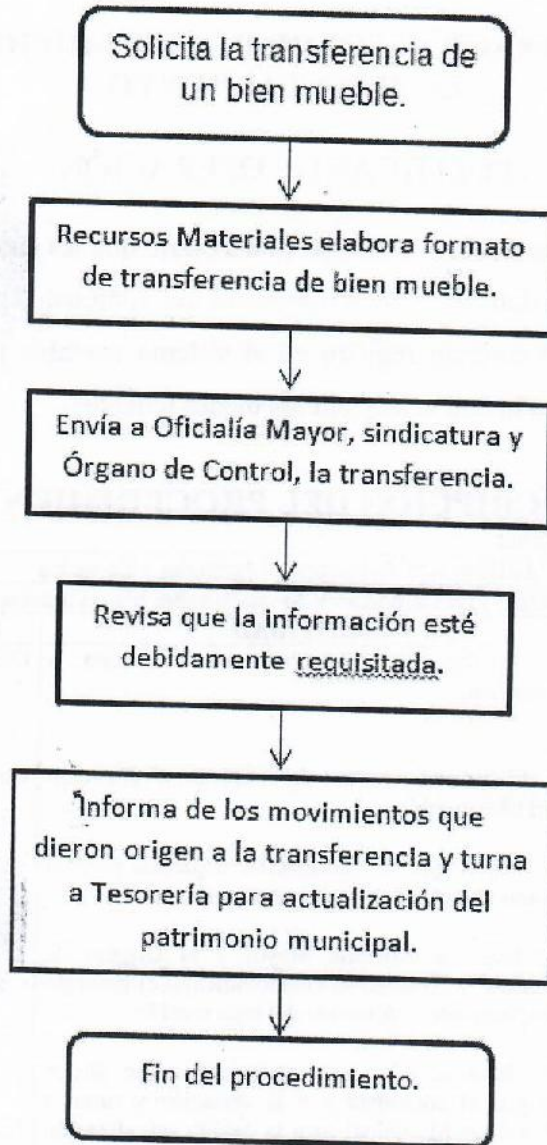 Solicita la transferencia de
un bien mueble.
Recursos Materiales elabora formato
de transferencia de bien mueble.
Envía a Oficialía Mayor, sindicatura y
Órgano de Control, la transferencia.
Revisa que la información esté
debidamente requisitada.
Informa de los movimientos que
dieron origen a la transferencia y turna
a Tesorería para actualización del
patrimonio municipal.
Fin del procedimiento.